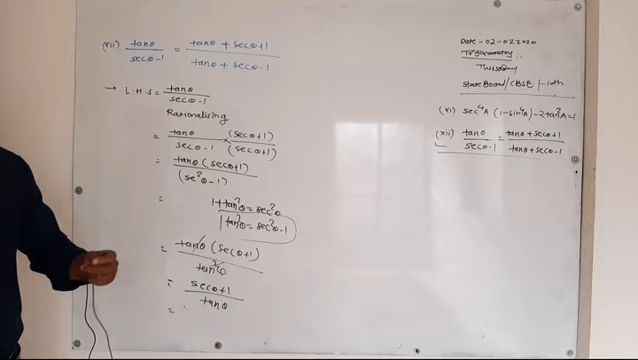 (xii) tanθ / secθ-1 = tanθ + secθ+1 / tanθ + secθ-1
→ L.H.S = tanθ / secθ-1
Rationalising
= tanθ / secθ-1 × (secθ+1) / (secθ+1)
= tanθ (secθ+1) / (sec²θ-1)
= 1+tan²θ = sec²θ
tan²θ = sec²θ-1
= tanθ (secθ+1) / tan²θ
= secθ+1 / tanθ
=
Date - 02-07-2020
Trigonometry
Thursday
State Board / CBSE / - 10th
(xi) sec⁴A (1-sin⁴A)-2tan²A=1
(xii) tanθ / secθ-1 = tanθ+secθ+1 / tanθ+secθ-1